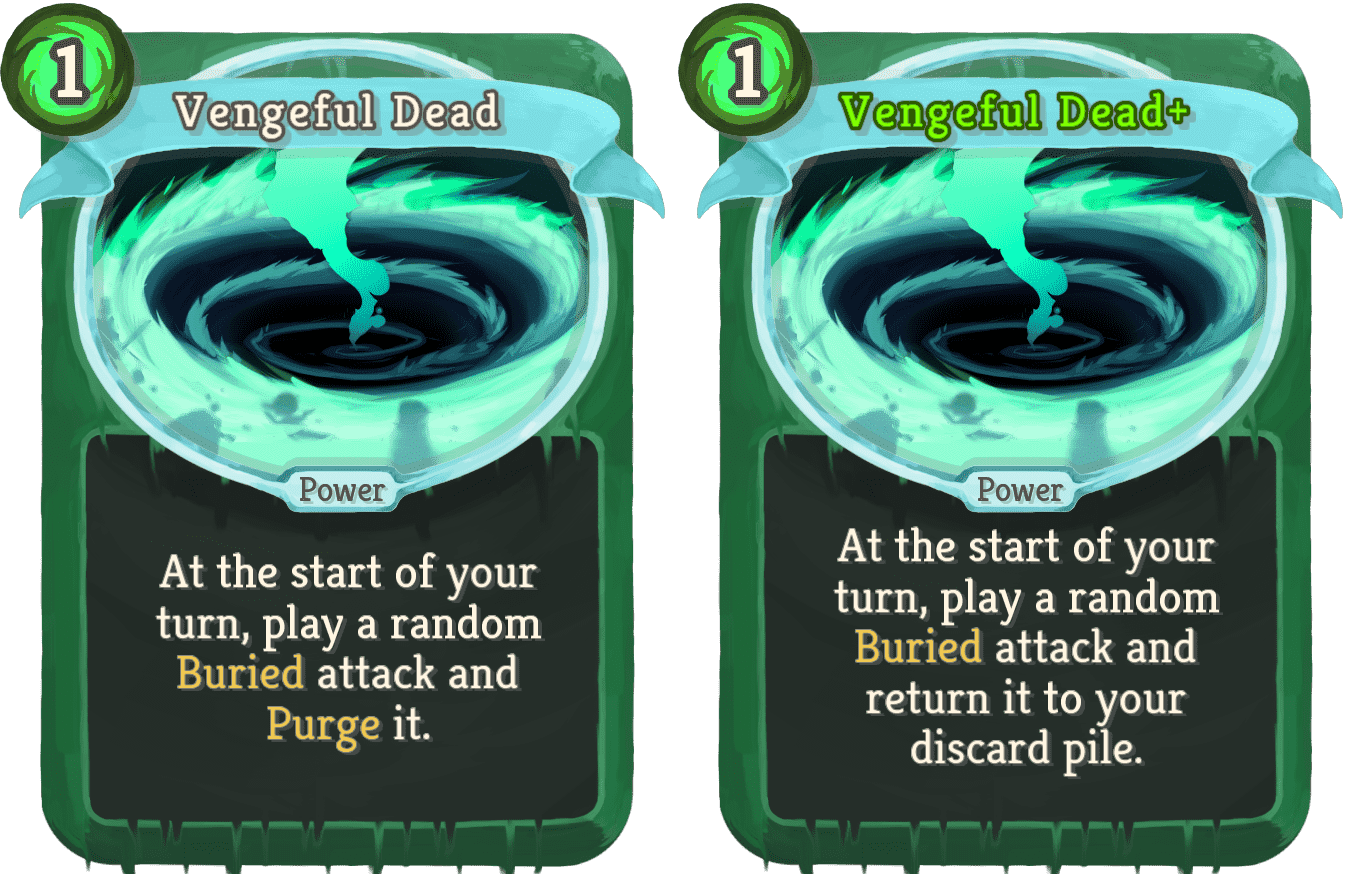 1
Vengeful Dead
Power
At the start of your
turn, play a random
Buried attack and
Purge it.
1
Vengeful Dead+
Power
At the start of your
turn, play a random
Buried attack and
return it to your
discard pile.